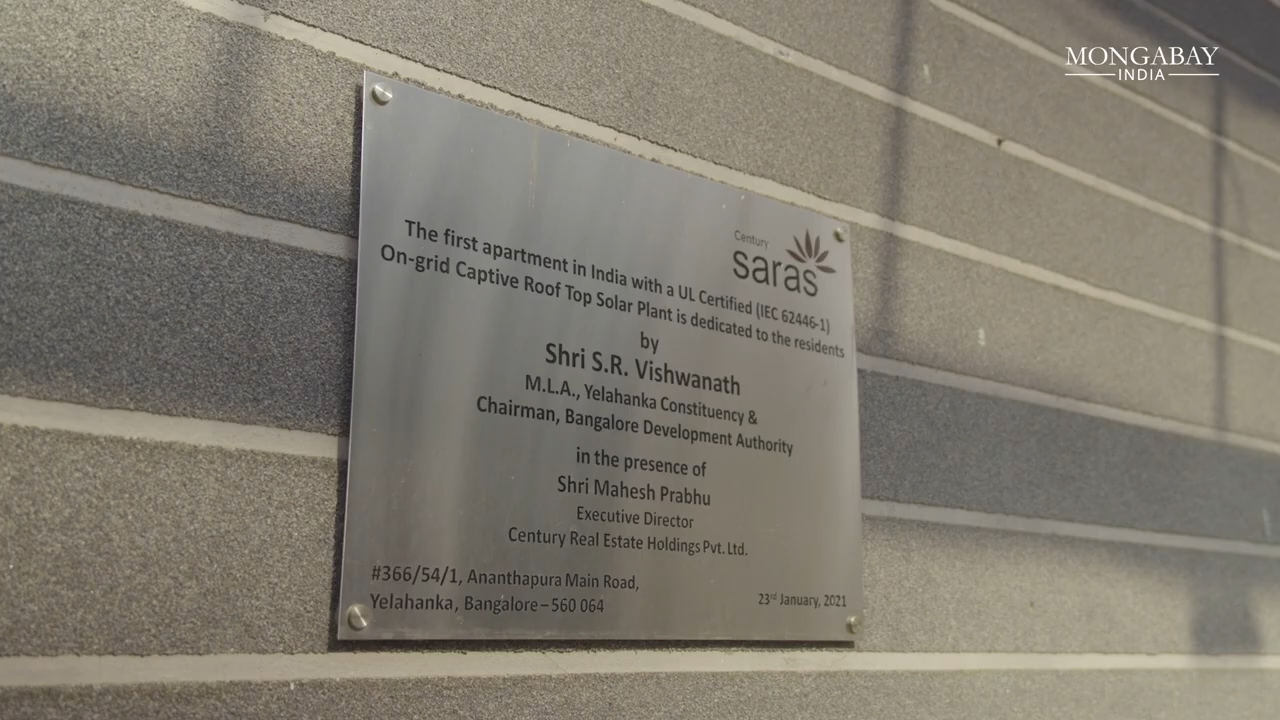 MONGABAY
INDIA
Century
saras
The first apartment in India with a UL Certified (IEC 62446-1)
On-grid Captive Roof Top Solar Plant is dedicated to the residents
by
Shri S.R. Vishwanath
M.L.A., Yelahanka Constituency &
Chairman, Bangalore Development Authority
in the presence of
Shri Mahesh Prabhu
Executive Director
Century Real Estate Holdings Pvt. Ltd.
#366/54/1, Ananthapura Main Road,
Yelahanka, Bangalore – 560 064
23rd January, 2021